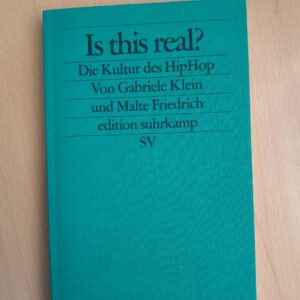 Is this real?
Die Kultur des HipHop
Von Gabriele Klein
und Malte Friedrich
edition suhrkamp
SV